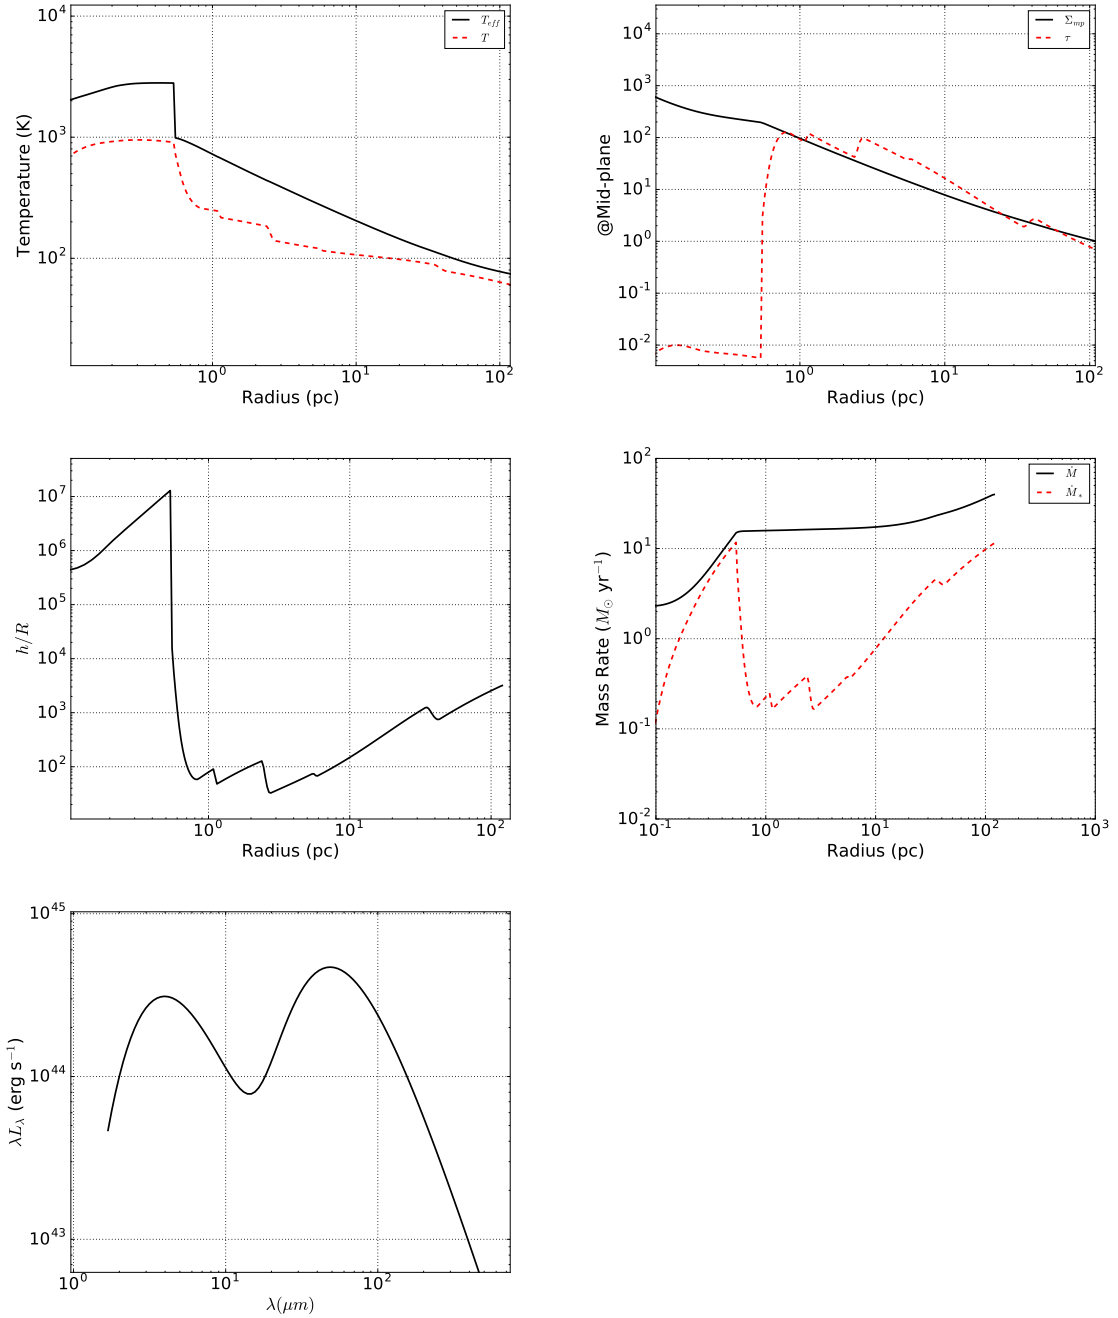 10^4
10^3
10^2
Temperature (K)
T_eff
T
10^0 10^1 10^2
Radius (pc)
10^4
10^3
10^2
10^1
10^0
10^-1
10^-2
@Mid-plane
Σ_mp
τ
10^0 10^1 10^2
Radius (pc)
10^7
10^6
10^5
10^4
10^3
10^2
h/R
10^0 10^1 10^2
Radius (pc)
10^2
10^1
10^0
10^-1
10^-2
Mass Rate (M_⊙ yr^−1)
Ṁ
Ṁ_*
10^-1 10^0 10^1 10^2 10^3
Radius (pc)
10^45
10^44
10^43
λL_λ (erg s^−1)
10^0 10^1 10^2
λ(μm)